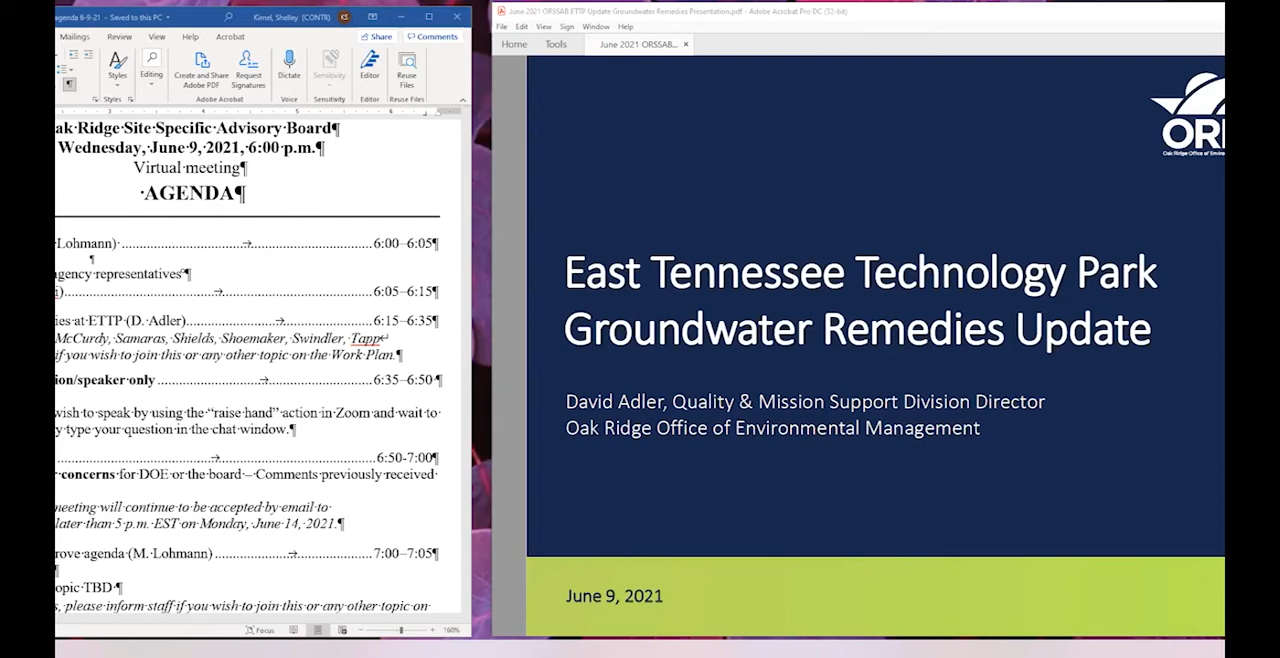 agenda 6-9-21 - Saved to this PC
Kimel, Shelley (CONTR)
KS
Mailings Review View Help Acrobat
Share
Comments
Styles
Editing
Create and Share Adobe PDF
Request Signatures
Dictate
Sensitivity
Editor
Reuse Files
Styles
Adobe Acrobat
Voice
Sensitivity
Editor
Reuse Files
ak·Ridge·Site·Specific·Advisory·Board¶
Wednesday,·June·9,·2021,·6:00·p.m.¶
Virtual·meeting¶
·AGENDA¶
Lohmann)·..............................→..............................6:00–6:05¶
¶
agency·representatives¶
i)..............................→..............................6:05–6:15¶
ies·at·ETTP·(D.·Adler)..............................→..............................6:15–6:35¶
McCurdy,·Samaras,·Shields,·Shoemaker,·Swindler,·Tapp↵
if·you·wish·to·join·this·or·any·other·topic·on·the·Work·Plan.¶
ion/speaker·only·..............................→..............................6:35–6:50·¶
wish·to·speak·by·using·the·“raise·hand”·action·in·Zoom·and·wait·to·
y·type·your·question·in·the·chat·window.¶
..............................→..............................6:50-7:00¶
r·concerns·for·DOE·or·the·board·–·Comments·previously·received·
meeting·will·continue·to·be·accepted·by·email·to·
later·than·5·p.m.·EST·on·Monday,·June·14,·2021.¶
rove·agenda·(M.·Lohmann)..............................→..............................7:00–7:05¶
¶
opic·TBD·¶
s,·please·inform·staff·if·you·wish·to·join·this·or·any·other·topic·on·
Focus
160%
June 2021 ORSSAB ETTP Update Groundwater Remedies Presentation.pdf - Adobe Acrobat Pro DC (32-bit)
File Edit View Sign Window Help
Home Tools June 2021 ORSSAB... ×
OR
Oak Ridge Office of Enviro
East Tennessee Technology Park
Groundwater Remedies Update
David Adler, Quality & Mission Support Division Director
Oak Ridge Office of Environmental Management
June 9, 2021